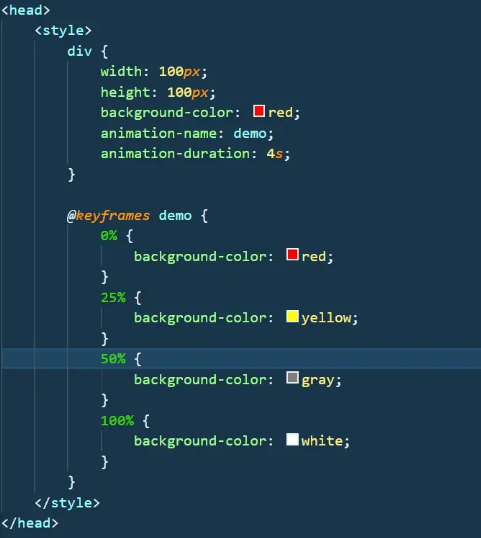 <head>
<style>
div {
width: 100px;
height: 100px;
background-color: red;
animation-name: demo;
animation-duration: 4s;
}
@keyframes demo {
0% {
background-color: red;
}
25% {
background-color: yellow;
}
50% {
background-color: gray;
}
100% {
background-color: white;
}
}
</style>
</head>